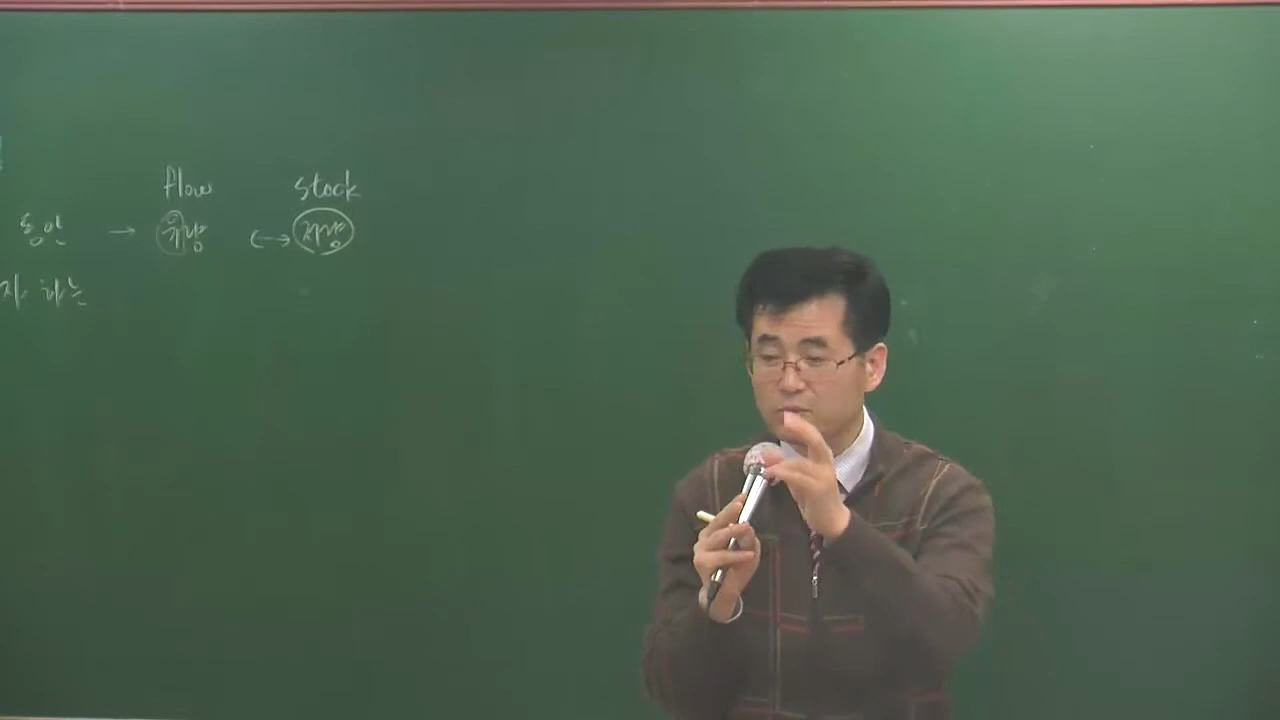 flow stock
동안 → 유량 ↔ 저량
자 하는